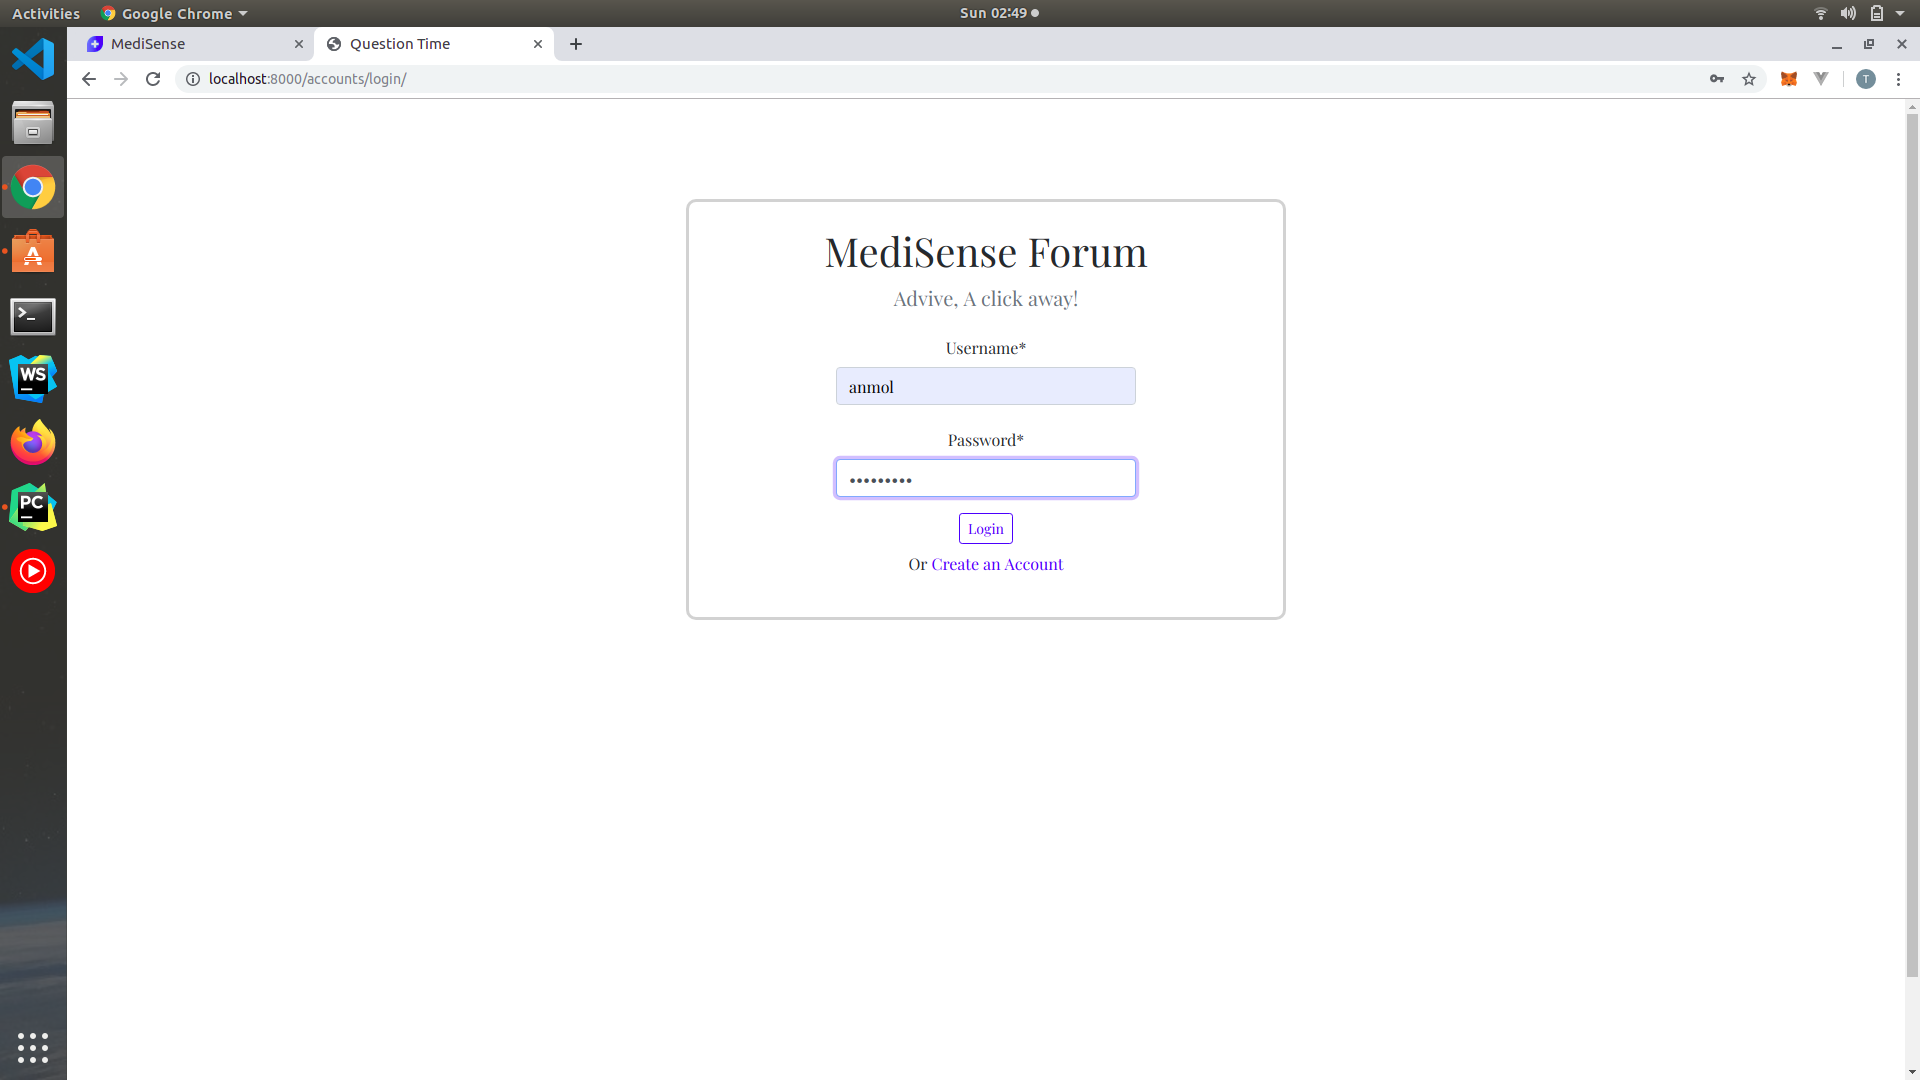 Activities Google Chrome Sun 02:49
MediSense Question Time
localhost:8000/accounts/login/
T
MediSense Forum
Advive, A click away!
Username*
anmol
Password*
•••••••••
Login
Or Create an Account
WS
PC